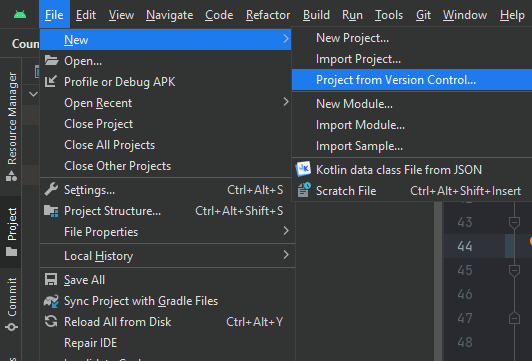 File Edit View Navigate Code Refactor Build Run Tools Git Window Help
Coun
New
Open...
Profile or Debug APK
Open Recent
Close Project
Close All Projects
Close Other Projects
Settings... Ctrl+Alt+S
Project Structure... Ctrl+Alt+Shift+S
File Properties
Local History
Save All
Sync Project with Gradle Files
Reload All from Disk Ctrl+Alt+Y
Repair IDE
New Project...
Import Project...
Project from Version Control...
New Module...
Import Module...
Import Sample...
Kotlin data class File from JSON
Scratch File Ctrl+Alt+Shift+Insert
Resource Manager
Project
Commit
43
44
45
46
47
48